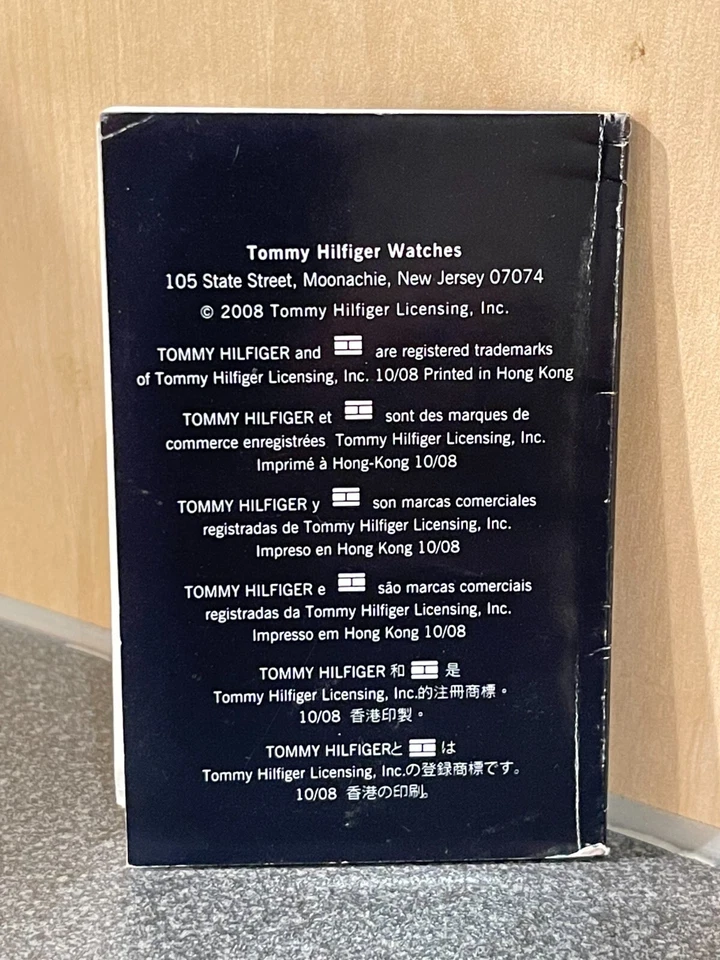 Tommy Hilfiger Watches
105 State Street, Moonachie, New Jersey 07074
© 2008 Tommy Hilfiger Licensing, Inc.
TOMMY HILFIGER and are registered trademarks
of Tommy Hilfiger Licensing, Inc. 10/08 Printed in Hong Kong
TOMMY HILFIGER et sont des marques de
commerce enregistrées Tommy Hilfiger Licensing, Inc.
Imprimé à Hong-Kong 10/08
TOMMY HILFIGER y son marcas comerciales
registradas de Tommy Hilfiger Licensing, Inc.
Impreso en Hong Kong 10/08
TOMMY HILFIGER e são marcas comerciais
registradas da Tommy Hilfiger Licensing, Inc.
Impresso em Hong Kong 10/08
TOMMY HILFIGER 和 是
Tommy Hilfiger Licensing, Inc.的注冊商標。
10/08 香港印製。
TOMMY HILFIGERと は
Tommy Hilfiger Licensing, Inc.の登録商標です。
10/08 香港の印刷。